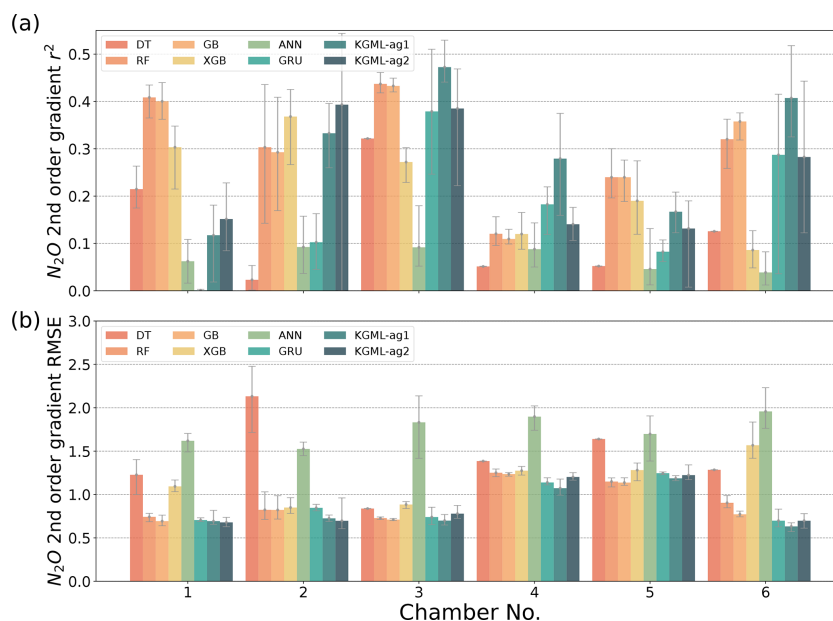 (a)
N₂O 2nd order gradient r²
DT GB ANN KGML-ag1
RF XGB GRU KGML-ag2
0.5
0.4
0.3
0.2
0.1
0.0
(b)
N₂O 2nd order gradient RMSE
DT GB ANN KGML-ag1
RF XGB GRU KGML-ag2
3.0
2.5
2.0
1.5
1.0
0.5
0.0
1 2 3 4 5 6
Chamber No.